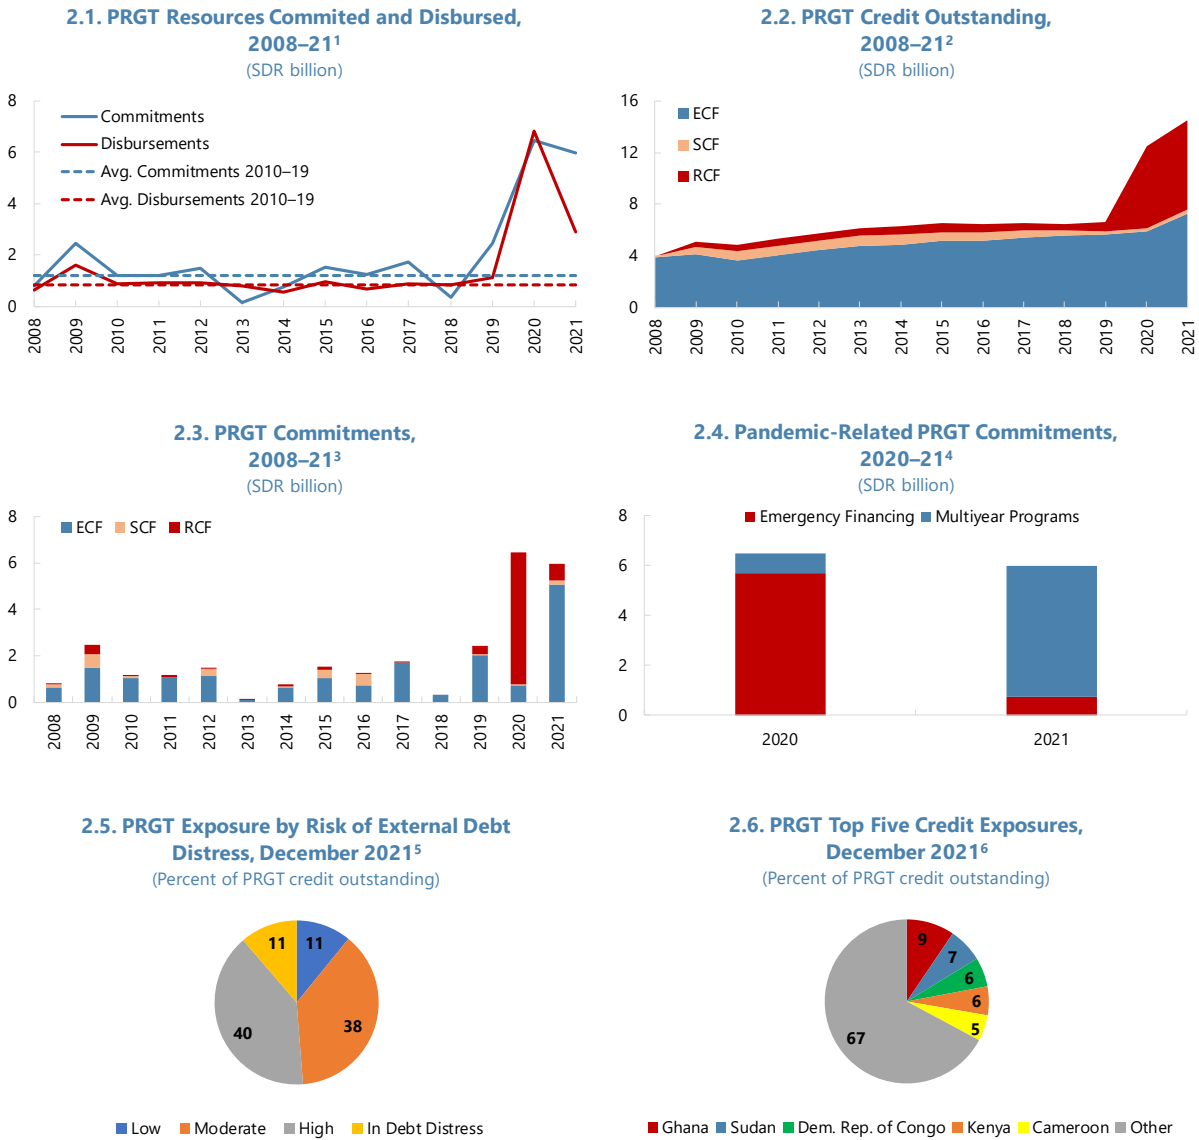 2.1. PRGT Resources Commited and Disbursed,
2008–21¹
(SDR billion)
8
6
4
2
0
Commitments
Disbursements
Avg. Commitments 2010–19
Avg. Disbursements 2010–19
2008 2009 2010 2011 2012 2013 2014 2015 2016 2017 2018 2019 2020 2021
2.2. PRGT Credit Outstanding,
2008–21²
(SDR billion)
16
12
8
4
0
ECF
SCF
RCF
2008 2009 2010 2011 2012 2013 2014 2015 2016 2017 2018 2019 2020 2021
2.3. PRGT Commitments,
2008–21³
(SDR billion)
8
6
4
2
0
ECF SCF RCF
2008 2009 2010 2011 2012 2013 2014 2015 2016 2017 2018 2019 2020 2021
2.4. Pandemic-Related PRGT Commitments,
2020–21⁴
(SDR billion)
8
6
4
2
0
Emergency Financing Multiyear Programs
2020 2021
2.5. PRGT Exposure by Risk of External Debt
Distress, December 2021⁵
(Percent of PRGT credit outstanding)
11 11
38
40
Low Moderate High In Debt Distress
2.6. PRGT Top Five Credit Exposures,
December 2021⁶
(Percent of PRGT credit outstanding)
9
7
6
6
5
67
Ghana Sudan Dem. Rep. of Congo Kenya Cameroon Other